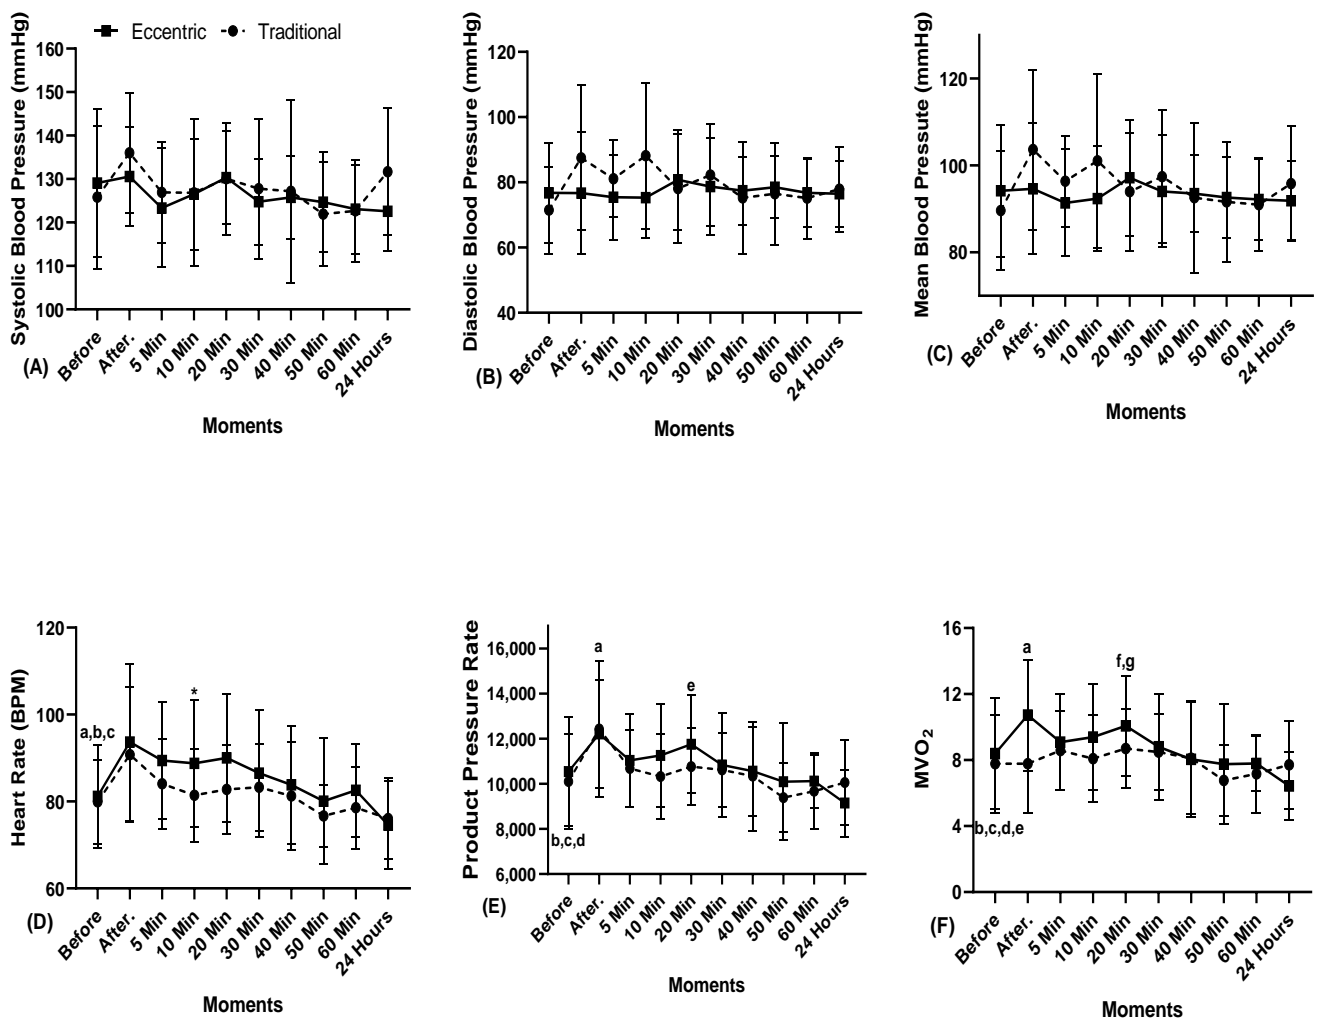 Eccentric Traditional
Systolic Blood Pressure (mmHg)
160
150
140
130
120
110
100
Before
After.
5 Min
10 Min
20 Min
30 Min
40 Min
50 Min
60 Min
24 Hours
(A)
Moments
Diastolic Blood Pressure (mmHg)
120
100
80
60
40
Before
After.
5 Min
10 Min
20 Min
30 Min
40 Min
50 Min
60 Min
24 Hours
(B)
Moments
Mean Blood Pressute (mmHg)
120
100
80
Before
After.
5 Min
10 Min
20 Min
30 Min
40 Min
50 Min
60 Min
24 Hours
(C)
Moments
Heart Rate (BPM)
120
100
80
60
a,b,c
*
Before
After.
5 Min
10 Min
20 Min
30 Min
40 Min
50 Min
60 Min
24 Hours
(D)
Moments
Product Pressure Rate
16,000
14,000
12,000
10,000
8,000
6,000
a
e
b,c,d
Before
After.
5 Min
10 Min
20 Min
30 Min
40 Min
50 Min
60 Min
24 Hours
(E)
Moments
MVO₂
16
12
8
4
0
a
f,g
b,c,d,e
Before
After.
5 Min
10 Min
20 Min
30 Min
40 Min
50 Min
60 Min
24 Hours
(F)
Moments